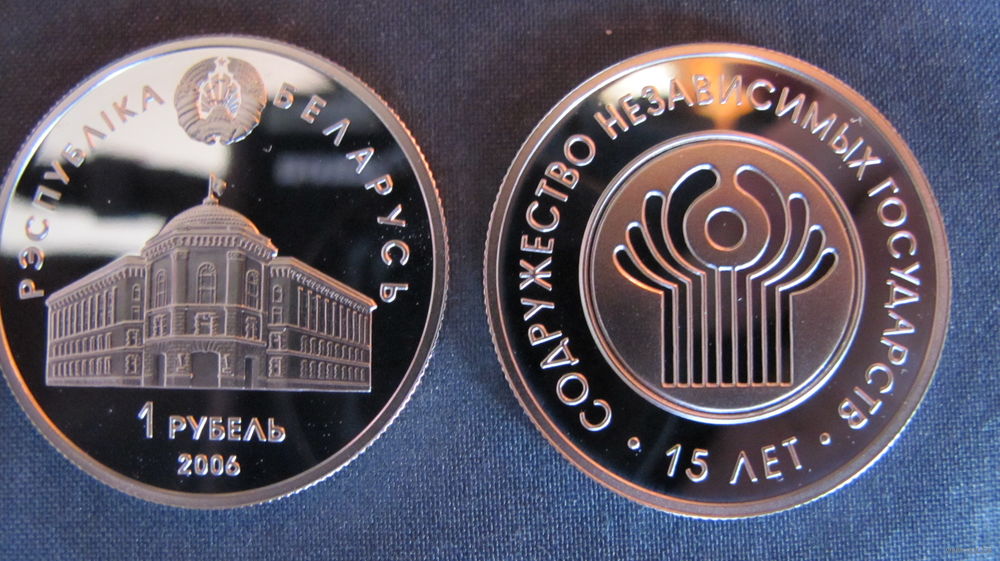 РЭСПУБЛІКА БЕЛАРУСЬ
1 РУБЕЛЬ
2006
СОДРУЖЕСТВО НЕЗАВИСИМЫХ ГОСУДАРСТВ
• 15 ЛЕТ •